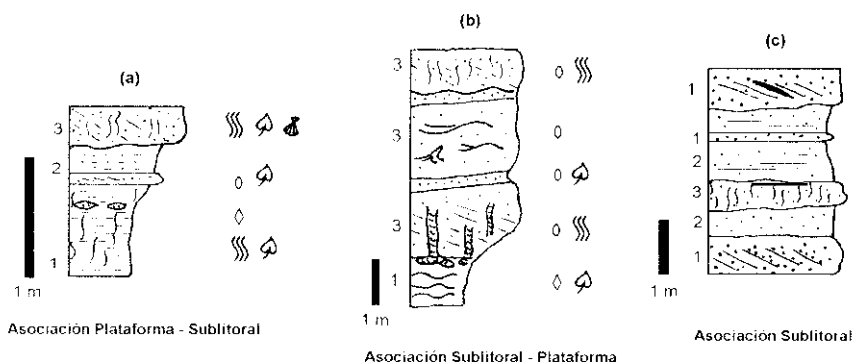 (a)
3
2
1
1 m
Asociación Plataforma - Sublitoral
(b)
3
3
3
1
1 m
Asociación Sublitoral - Plataforma
(c)
1
1
2
3
2
1
1 m
Asociación Sublitoral